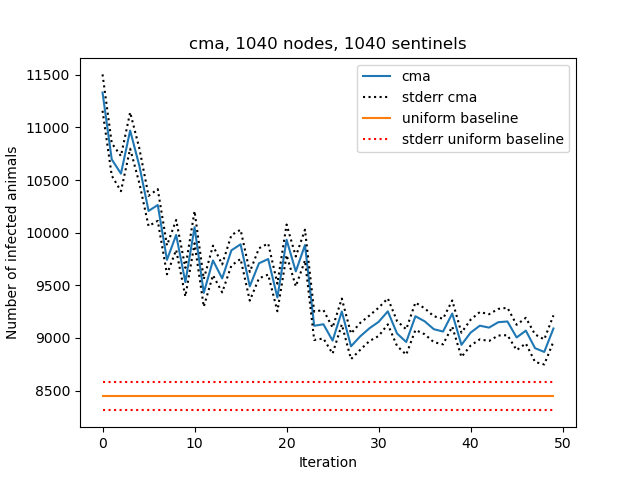 cma, 1040 nodes, 1040 sentinels
cma
stderr cma
uniform baseline
stderr uniform baseline
11500
11000
10500
10000
9500
9000
8500
Number of infected animals
0 10 20 30 40 50
Iteration